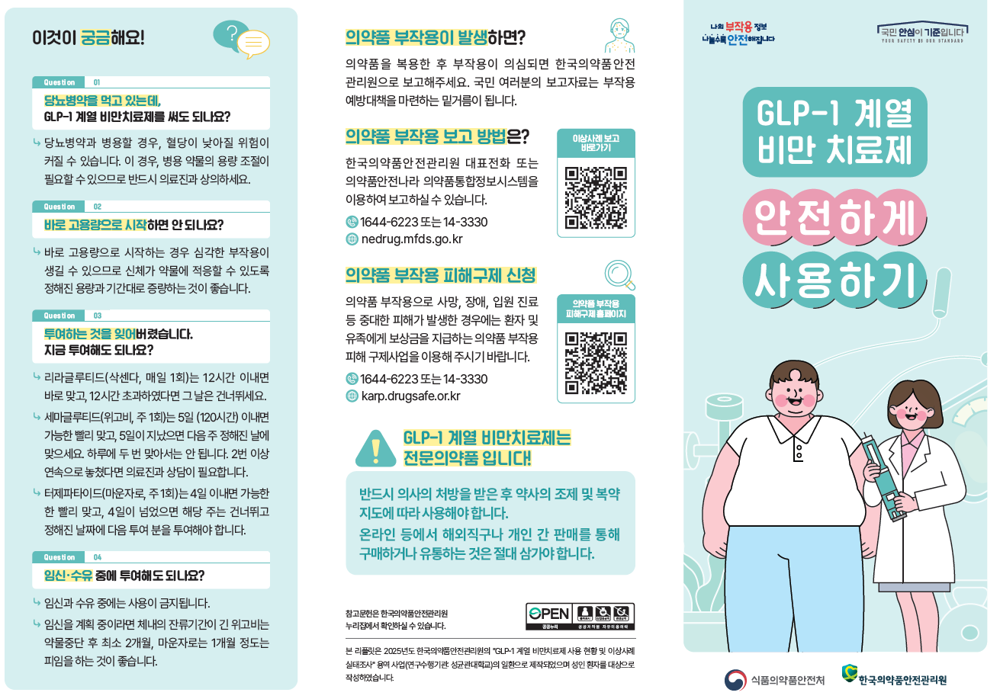 이것이 궁금해요!
Question 01
당뇨병약을 먹고 있는데,
GLP-1 계열 비만치료제를 써도 되나요?
당뇨병약과 병용할 경우, 혈당이 낮아질 위험이
커질 수 있습니다. 이 경우, 병용 약물의 용량 조절이
필요할 수 있으므로 반드시 의료진과 상의하세요.
Question 02
바로 고용량으로 시작하면 안 되나요?
바로 고용량으로 시작하는 경우 심각한 부작용이
생길 수 있으므로 신체가 약물에 적응할 수 있도록
정해진 용량과 기간대로 증량하는 것이 좋습니다.
Question 03
투여하는 것을 잊어버렸습니다.
지금 투여해도 되나요?
리라글루티드(삭센다, 매일 1회)는 12시간 이내면
바로 맞고, 12시간 초과하였다면 그 날은 건너뛰세요.
세마글루티드(위고비, 주 1회)는 5일 (120시간) 이내면
가능한 빨리 맞고, 5일이 지났으면 다음 주 정해진 날에
맞으세요. 하루에 두 번 맞아서는 안 됩니다. 2번 이상
연속으로 놓쳤다면 의료진과 상담이 필요합니다.
터제파타이드(마운자로, 주 1회)는 4일 이내면 가능한
한 빨리 맞고, 4일이 넘었으면 해당 주는 건너뛰고
정해진 날짜에 다음 투여 분을 투여해야 합니다.
Question 04
임신·수유 중에 투여해도 되나요?
임신과 수유 중에는 사용이 금지됩니다.
임신을 계획 중이라면 체내의 잔류기간이 긴 위고비는
약물중단 후 최소 2개월, 마운자로는 1개월 정도는
피임을 하는 것이 좋습니다.
의약품 부작용이 발생하면?
의약품을 복용한 후 부작용이 의심되면 한국의약품안전
관리원으로 보고해주세요. 국민 여러분의 보고자료는 부작용
예방대책을 마련하는 밑거름이 됩니다.
의약품 부작용 보고 방법은?
한국의약품안전관리원 대표전화 또는
의약품안전나라 의약품통합정보시스템을
이용하여 보고하실 수 있습니다.
1644-6223 또는 14-3330
nedrug.mfds.go.kr
이상사례 보고
바로가기
의약품 부작용 피해구제 신청
의약품 부작용으로 사망, 장애, 입원 진료
등 중대한 피해가 발생한 경우에는 환자 및
유족에게 보상금을 지급하는 의약품 부작용
피해 구제사업을 이용해 주시기 바랍니다.
1644-6223 또는 14-3330
karp.drugsafe.or.kr
의약품 부작용
피해구제 홈페이지
GLP-1 계열 비만치료제는
전문의약품 입니다!
반드시 의사의 처방을 받은 후 약사의 조제 및 복약
지도에 따라 사용해야 합니다.
온라인 등에서 해외직구나 개인 간 판매를 통해
구매하거나 유통하는 것은 절대 삼가야 합니다.
참고문헌은 한국의약품안전관리원
누리집에서 확인하실 수 있습니다.
OPEN
공공누리 공공저작물 자유이용허락
본 리플릿은 2025년도 한국의약품안전관리원의 "GLP-1 계열 비만치료제 사용 현황 및 이상사례
실태조사" 용역 사업(연구수행기관: 성균관대학교)의 일환으로 제작되었으며 성인 환자를 대상으로
작성하였습니다.
나의 부작용 정보
나눌수록 안전해집니다
국민 안심이 기준입니다
YOUR SAFETY IS OUR STANDARD
GLP-1 계열
비만 치료제
안전하게
사용하기
식품의약품안전처
한국의약품안전관리원